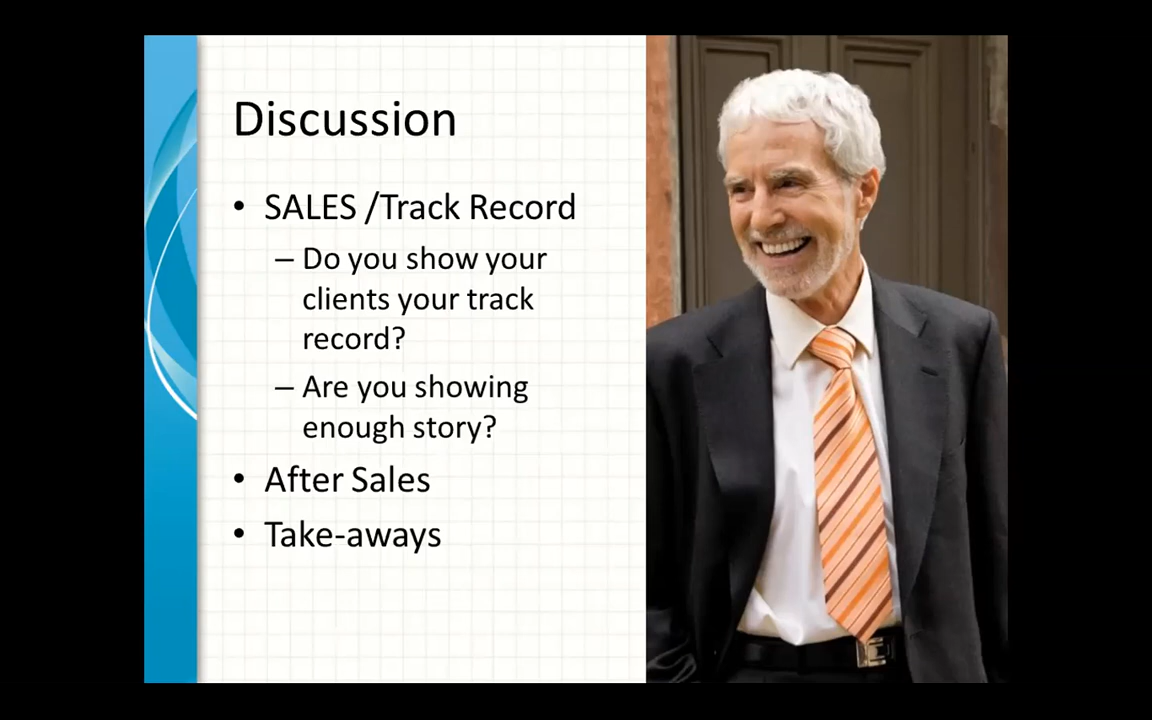 Discussion
• SALES /Track Record
– Do you show your
clients your track
record?
– Are you showing
enough story?
• After Sales
• Take-aways